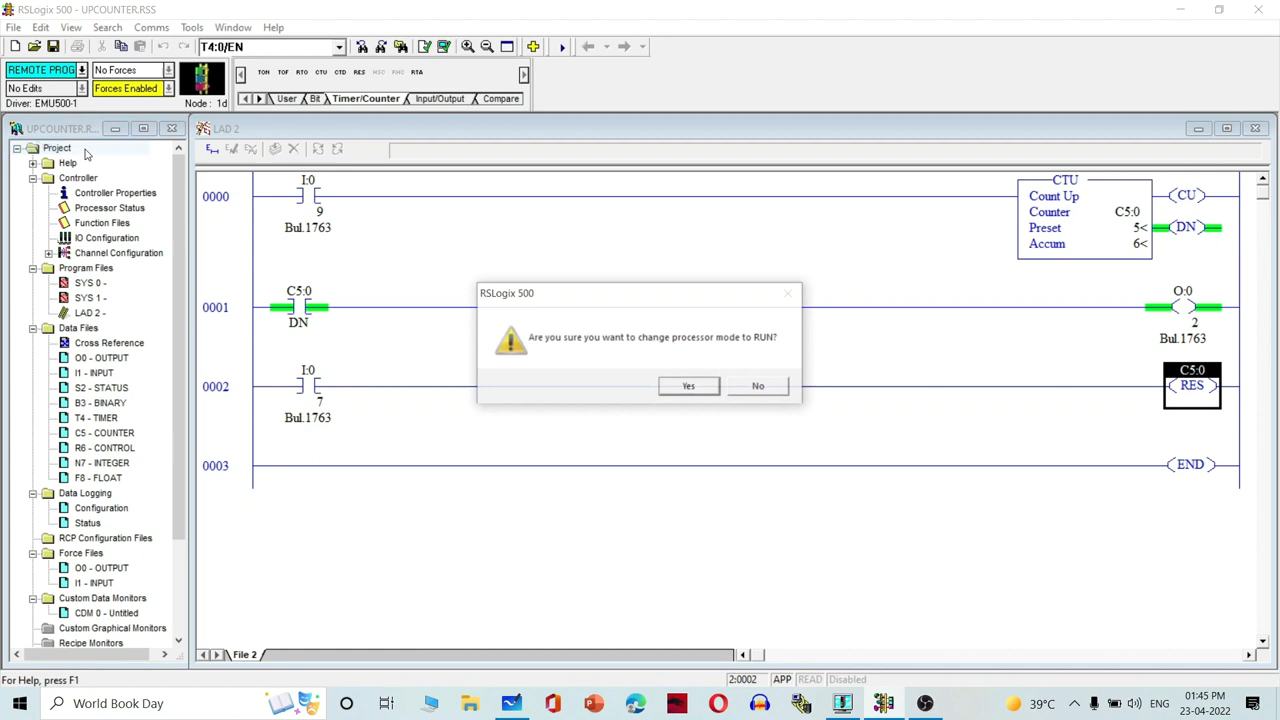 RSLogix 500 - UPCOUNTER.RSS
File Edit View Search Comms Tools Window Help
T4:0/EN
REMOTE PROG No Forces
No Edits Forces Enabled
Driver: EMU500-1 Node : 1d
TON TOF RTO CTU CTD RES HSC RHC RTA
User Bit Timer/Counter Input/Output Compare
UPCOUNTER.R...
Project
Help
Controller
Controller Properties
Processor Status
Function Files
IO Configuration
Channel Configuration
Program Files
SYS 0 -
SYS 1 -
LAD 2 -
Data Files
Cross Reference
O0 - OUTPUT
I1 - INPUT
S2 - STATUS
B3 - BINARY
T4 - TIMER
C5 - COUNTER
R6 - CONTROL
N7 - INTEGER
F8 - FLOAT
Data Logging
Configuration
Status
RCP Configuration Files
Force Files
O0 - OUTPUT
I1 - INPUT
Custom Data Monitors
CDM 0 - Untitled
Custom Graphical Monitors
Recipe Monitors
LAD 2
0000
I:0
9
Bul.1763
CTU
Count Up
Counter C5:0
Preset 5<
Accum 6<
CU
DN
0001
C5:0
DN
O:0
2
Bul.1763
0002
I:0
7
Bul.1763
C5:0
RES
0003
END
RSLogix 500
Are you sure you want to change processor mode to RUN?
Yes No
File 2
For Help, press F1
2:0002 APP READ Disabled
World Book Day
39°C
ENG
01:45 PM
23-04-2022